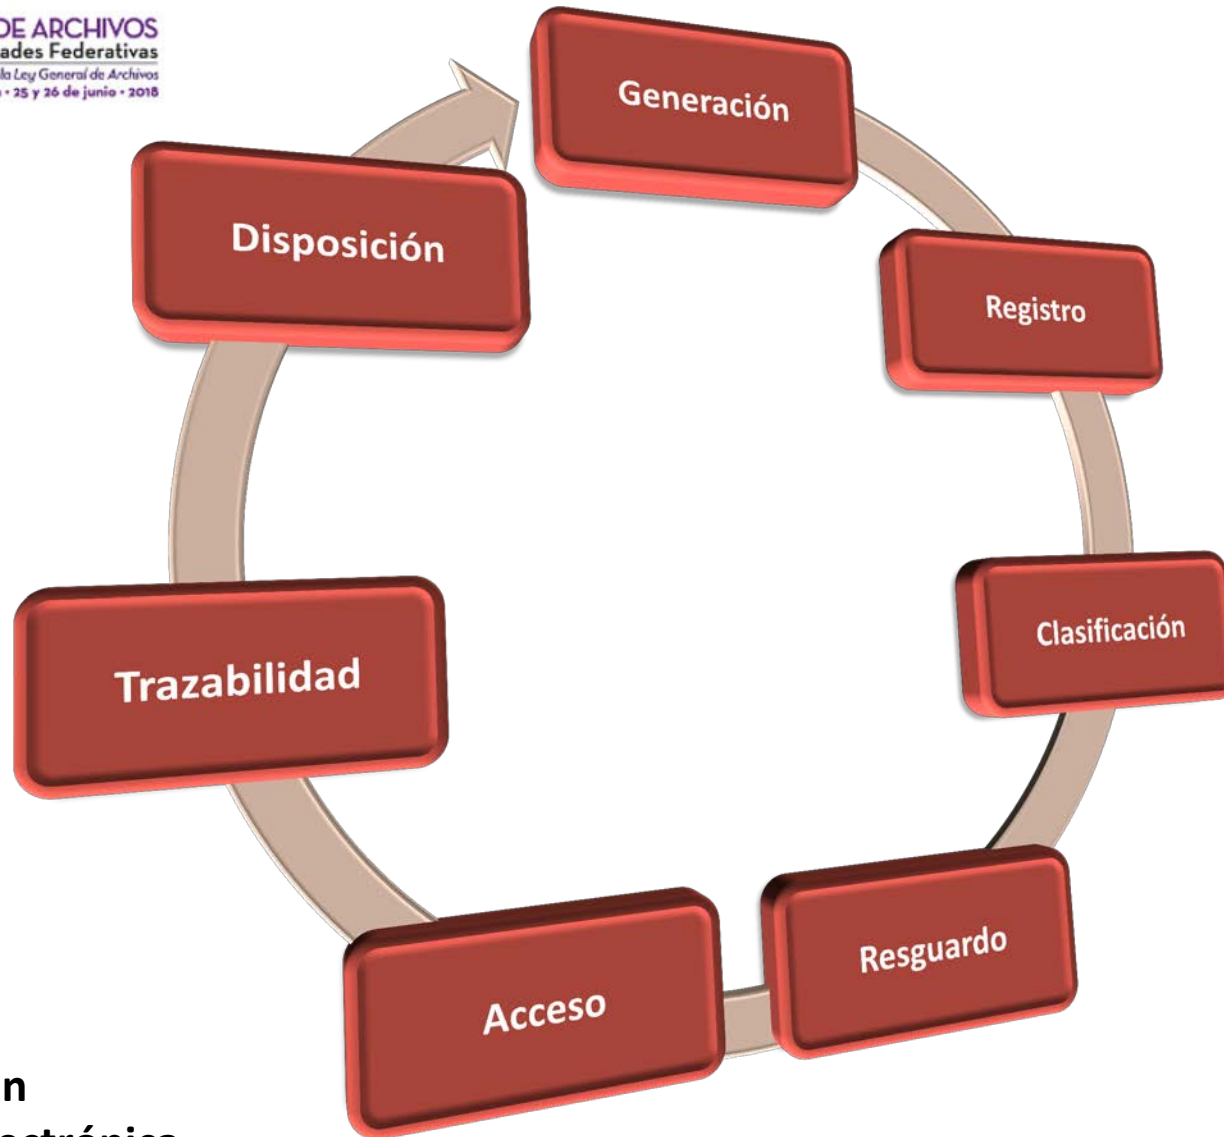 DE ARCHIVOS
ades Federativas
la Ley General de Archivos
25 y 26 de junio • 2018
Generación
Registro
Clasificación
Resguardo
Acceso
Trazabilidad
Disposición